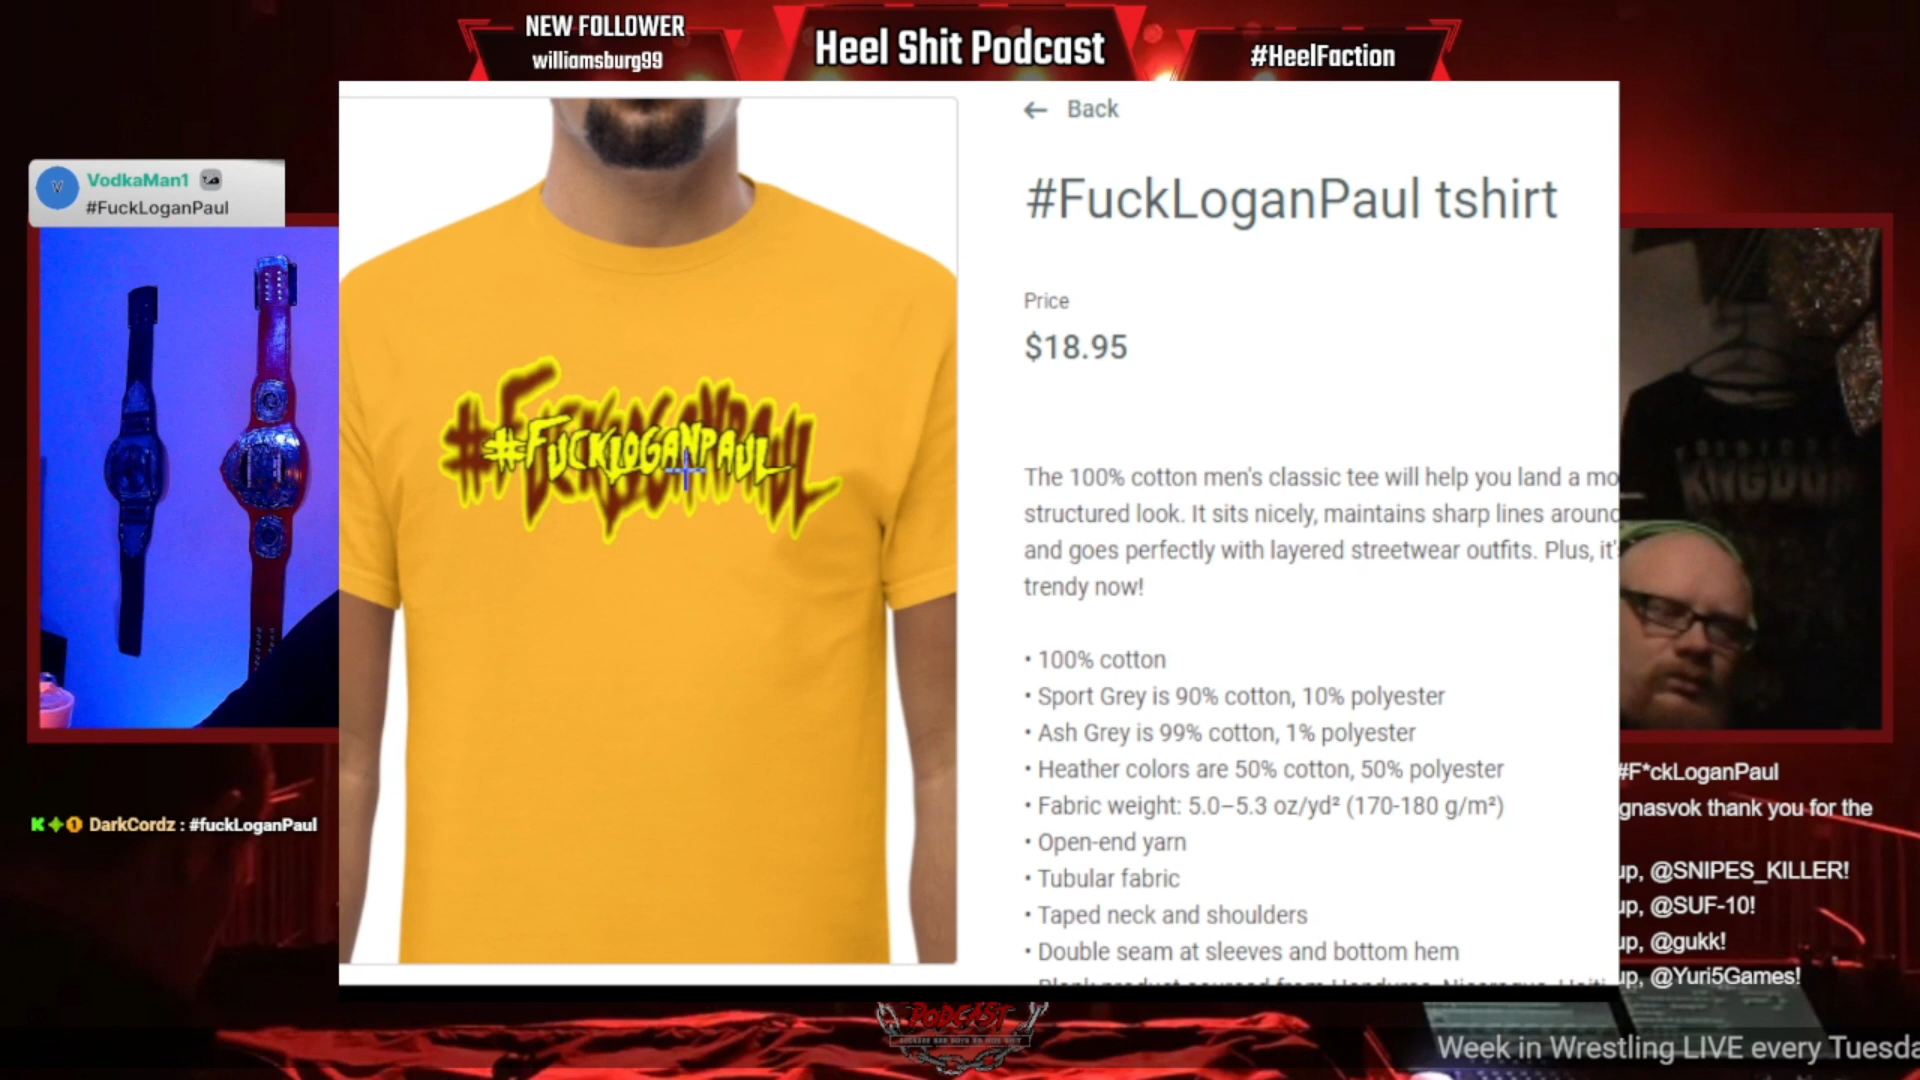 NEW FOLLOWER
williamsburg99
Heel Shit Podcast
#HeelFaction
V
VodkaMan1
#FuckLoganPaul
← Back
#FuckLoganPaul tshirt
Price
$18.95
#FUCKLOGANPAUL
#FUCKLOGANPAUL
The 100% cotton men's classic tee will help you land a mo
structured look. It sits nicely, maintains sharp lines around
and goes perfectly with layered streetwear outfits. Plus, it's
trendy now!
• 100% cotton
• Sport Grey is 90% cotton, 10% polyester
• Ash Grey is 99% cotton, 1% polyester
• Heather colors are 50% cotton, 50% polyester
• Fabric weight: 5.0–5.3 oz/yd² (170-180 g/m²)
• Open-end yarn
• Tubular fabric
• Taped neck and shoulders
• Double seam at sleeves and bottom hem
KINGDOM
K 1 DarkCordz : #fuckLoganPaul
#F*ckLoganPaul
gnasvok thank you for the
up, @SNIPES_KILLER!
up, @SUF-10!
up, @gukk!
up, @Yuri5Games!
PODCAST
Week in Wrestling LIVE every Tuesda